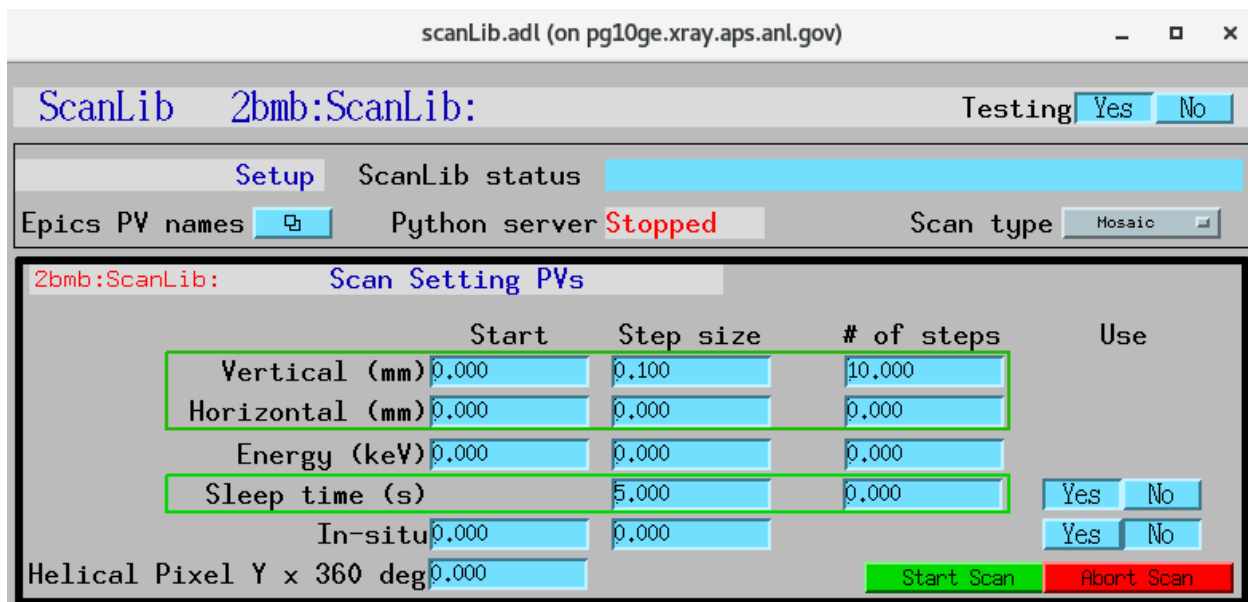 scanLib.adl (on pg10ge.xray.aps.anl.gov)
ScanLib 2bmb:ScanLib: Testing Yes No
Setup ScanLib status
Epics PV names Python server Stopped Scan type Mosaic
2bmb:ScanLib: Scan Setting PVs
Start Step size # of steps Use
Vertical (mm) 0.000 0.100 10.000
Horizontal (mm) 0.000 0.000 0.000
Energy (keV) 0.000 0.000 0.000
Sleep time (s) 5.000 0.000 Yes No
In-situ 0.000 0.000 Yes No
Helical Pixel Y x 360 deg 0.000 Start Scan Abort Scan